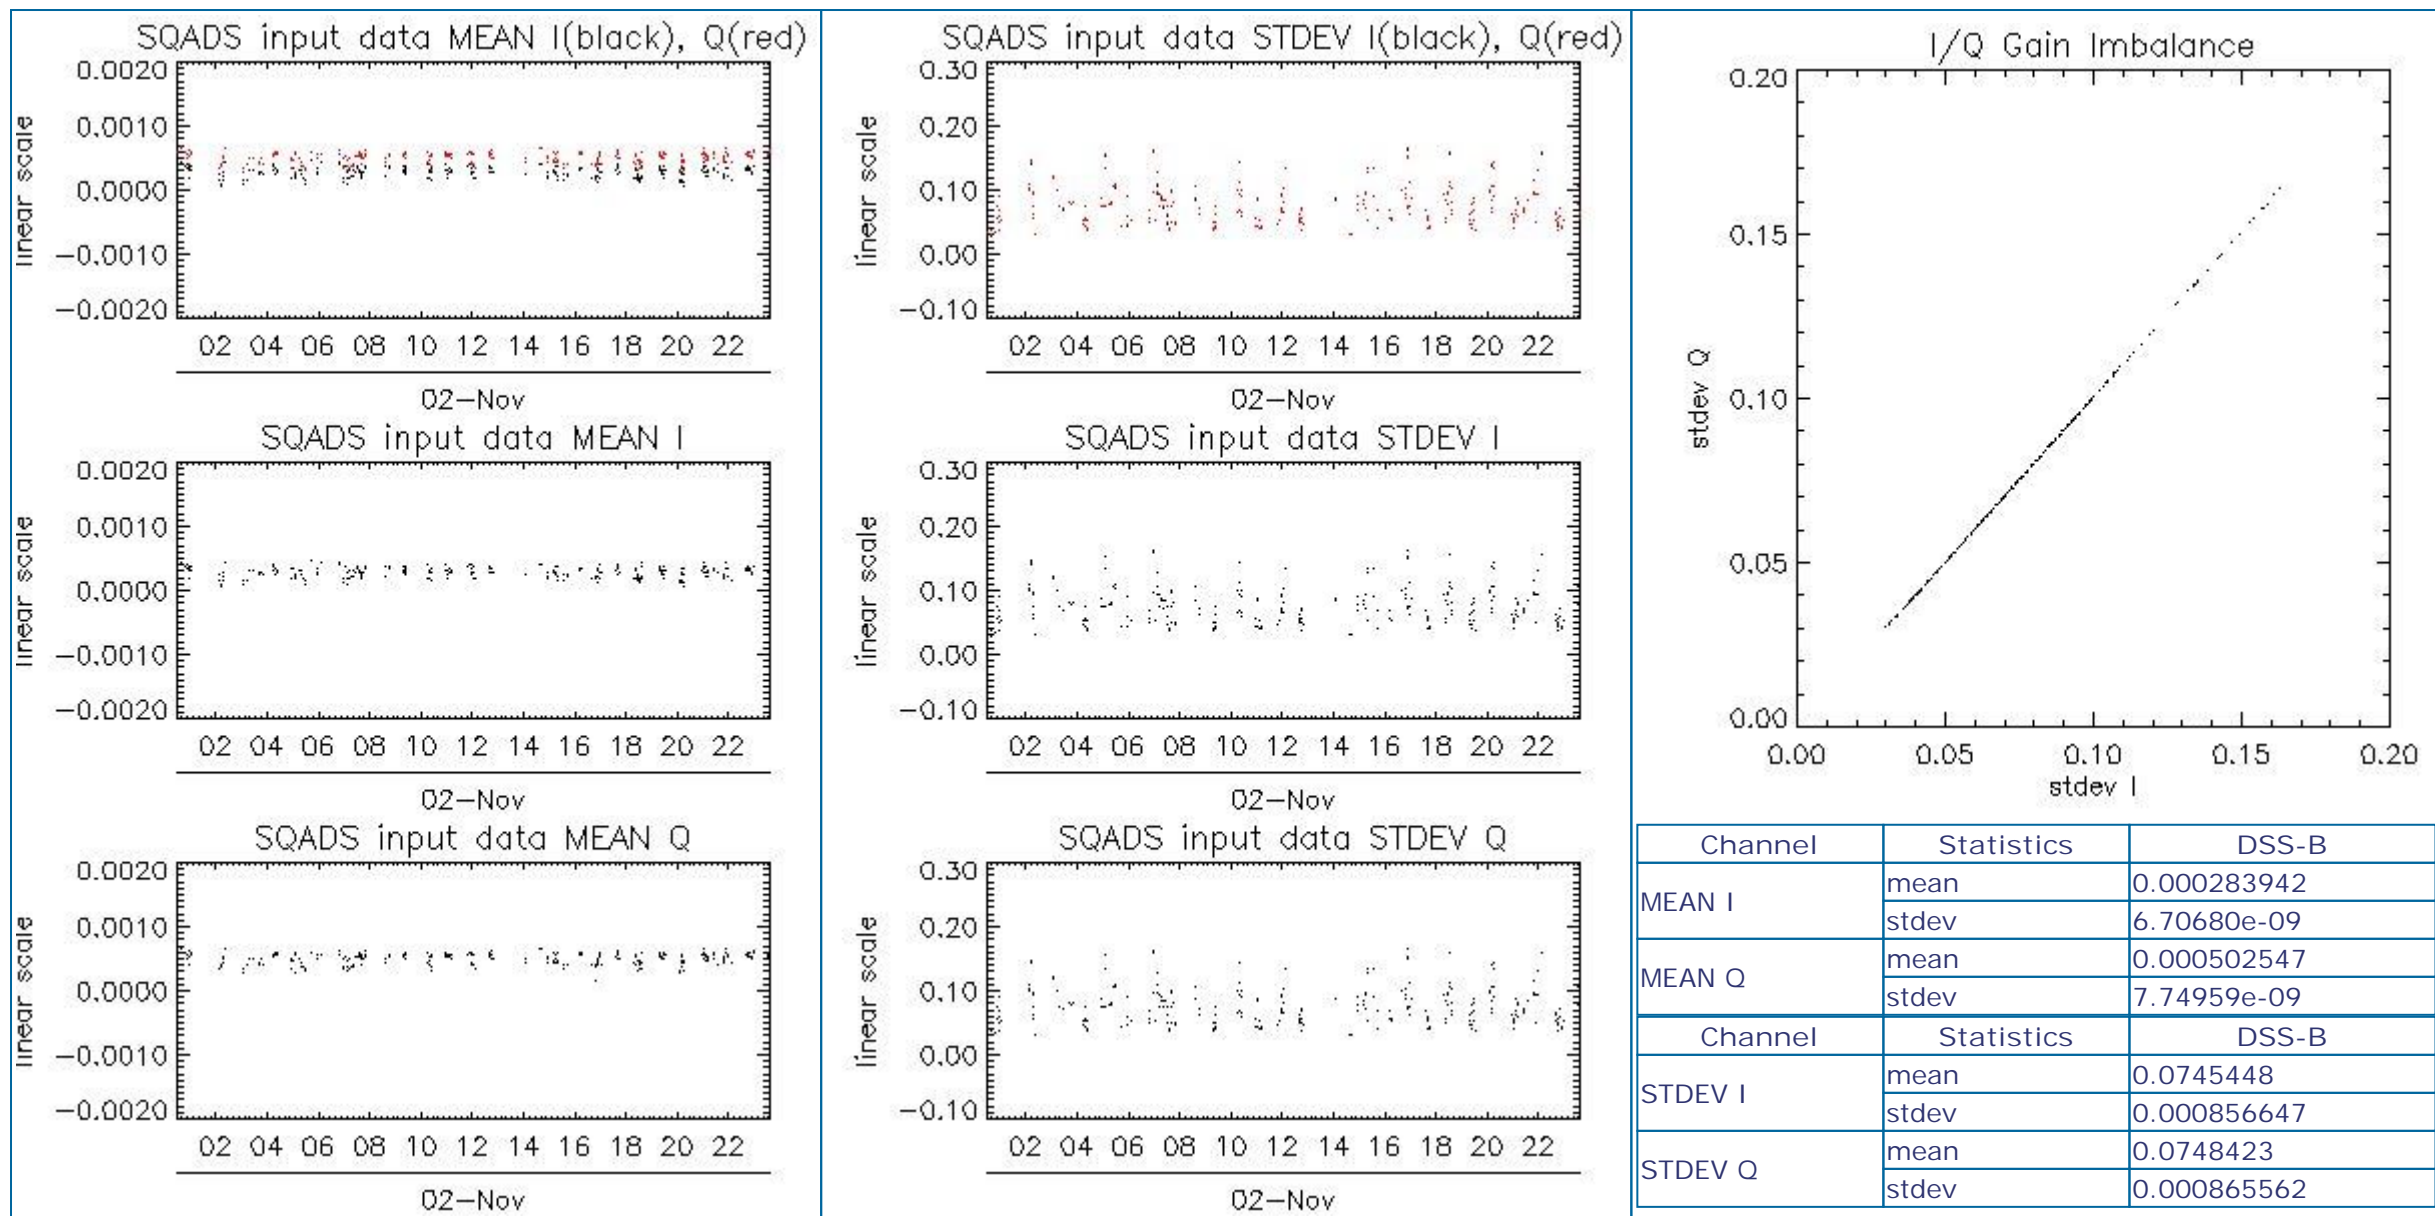 SQADS input data MEAN I(black), Q(red)
0.0020
0.0010
0.0000
-0.0010
-0.0020
linear scale
02 04 06 08 10 12 14 16 18 20 22
02-Nov
SQADS input data MEAN I
0.0020
0.0010
0.0000
-0.0010
-0.0020
linear scale
02 04 06 08 10 12 14 16 18 20 22
02-Nov
SQADS input data MEAN Q
0.0020
0.0010
0.0000
-0.0010
-0.0020
linear scale
02 04 06 08 10 12 14 16 18 20 22
02-Nov
SQADS input data STDEV I(black), Q(red)
0.30
0.20
0.10
0.00
-0.10
linear scale
02 04 06 08 10 12 14 16 18 20 22
02-Nov
SQADS input data STDEV I
0.30
0.20
0.10
0.00
-0.10
linear scale
02 04 06 08 10 12 14 16 18 20 22
02-Nov
SQADS input data STDEV Q
0.30
0.20
0.10
0.00
-0.10
linear scale
02 04 06 08 10 12 14 16 18 20 22
02-Nov
I/Q Gain Imbalance
0.20
0.15
0.10
0.05
0.00
stdev Q
0.00 0.05 0.10 0.15 0.20
stdev I
Channel Statistics DSS-B
MEAN I mean 0.000283942
stdev 6.70680e-09
MEAN Q mean 0.000502547
stdev 7.74959e-09
Channel Statistics DSS-B
STDEV I mean 0.0745448
stdev 0.000856647
STDEV Q mean 0.0748423
stdev 0.000865562